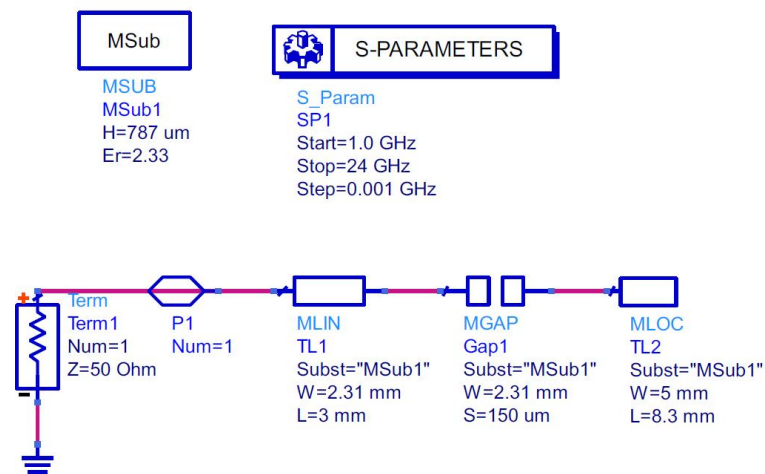 MSub
MSUB
MSub1
H=787 um
Er=2.33
S-PARAMETERS
S_Param
SP1
Start=1.0 GHz
Stop=24 GHz
Step=0.001 GHz
+
Term
Term1
Num=1
Z=50 Ohm
-
P1
Num=1
MLIN
TL1
Subst="MSub1"
W=2.31 mm
L=3 mm
MGAP
Gap1
Subst="MSub1"
W=2.31 mm
S=150 um
MLOC
TL2
Subst="MSub1"
W=5 mm
L=8.3 mm